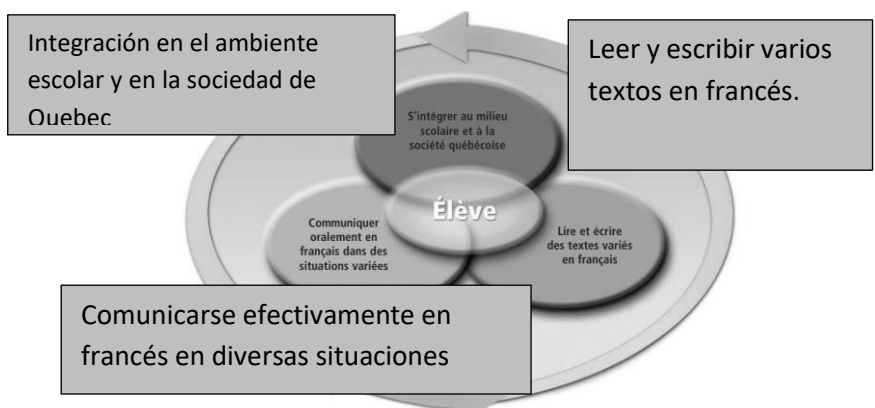 Integración en el ambiente
escolar y en la sociedad de
Quebec
Leer y escribir varios
textos en francés.
S'intégrer au milieu
scolaire et à la
société québécoise
Élève
Communiquer
oralement en
français dans des
situations variées
Lire et écrire
des textes variés
en français
Comunicarse efectivamente en
francés en diversas situaciones